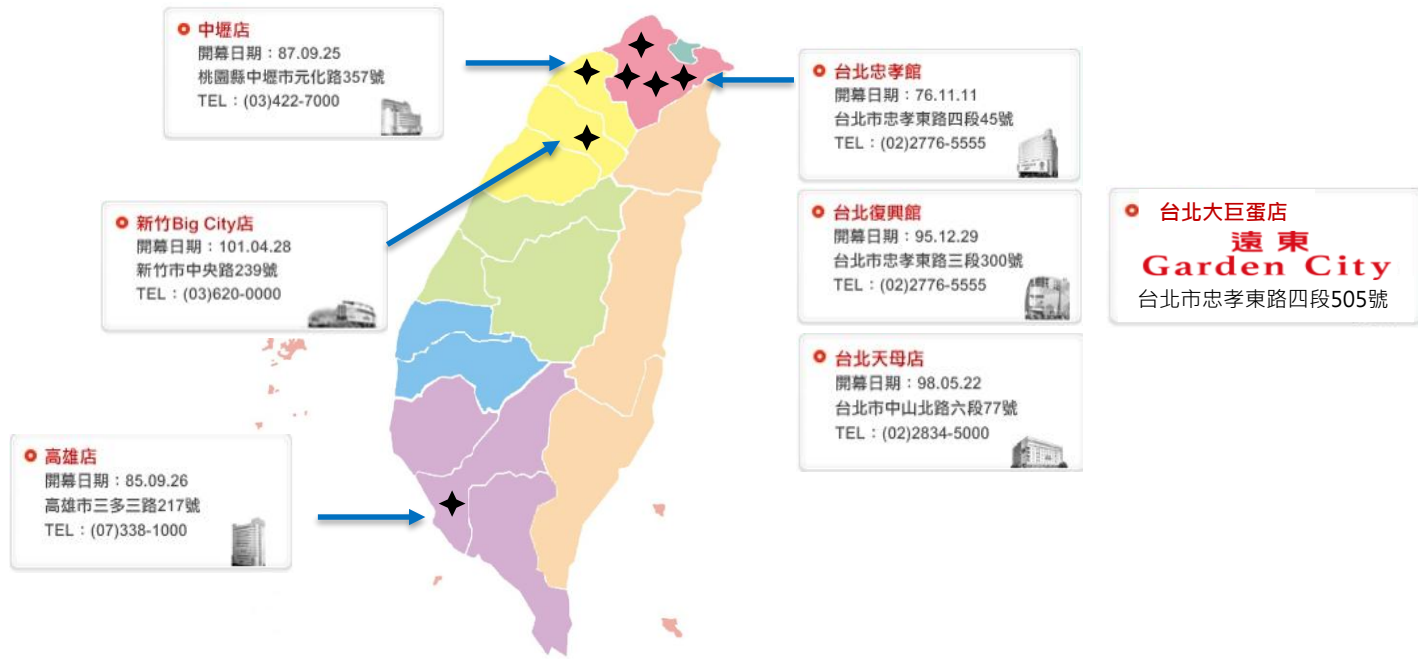 中壢店
開幕日期：87.09.25
桃園縣中壢市元化路357號
TEL：(03)422-7000
台北忠孝館
開幕日期：76.11.11
台北市忠孝東路四段45號
TEL：(02)2776-5555
新竹Big City店
開幕日期：101.04.28
新竹市中央路239號
TEL：(03)620-0000
台北復興館
開幕日期：95.12.29
台北市忠孝東路三段300號
TEL：(02)2776-5555
台北大巨蛋店
遠東
Garden City
台北市忠孝東路四段505號
台北天母店
開幕日期：98.05.22
台北市中山北路六段77號
TEL：(02)2834-5000
高雄店
開幕日期：85.09.26
高雄市三多三路217號
TEL：(07)338-1000